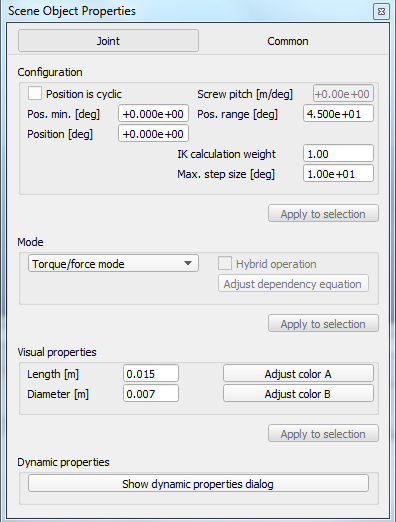 Scene Object Properties
Joint Common
Configuration
Position is cyclic Screw pitch [m/deg] +0.00e+00
Pos. min. [deg] +0.000e+00 Pos. range [deg] 4.500e+01
Position [deg] +0.000e+00
IK calculation weight 1.00
Max. step size [deg] 1.00e+01
Apply to selection
Mode
Torque/force mode Hybrid operation
Adjust dependency equation
Apply to selection
Visual properties
Length [m] 0.015 Adjust color A
Diameter [m] 0.007 Adjust color B
Apply to selection
Dynamic properties
Show dynamic properties dialog